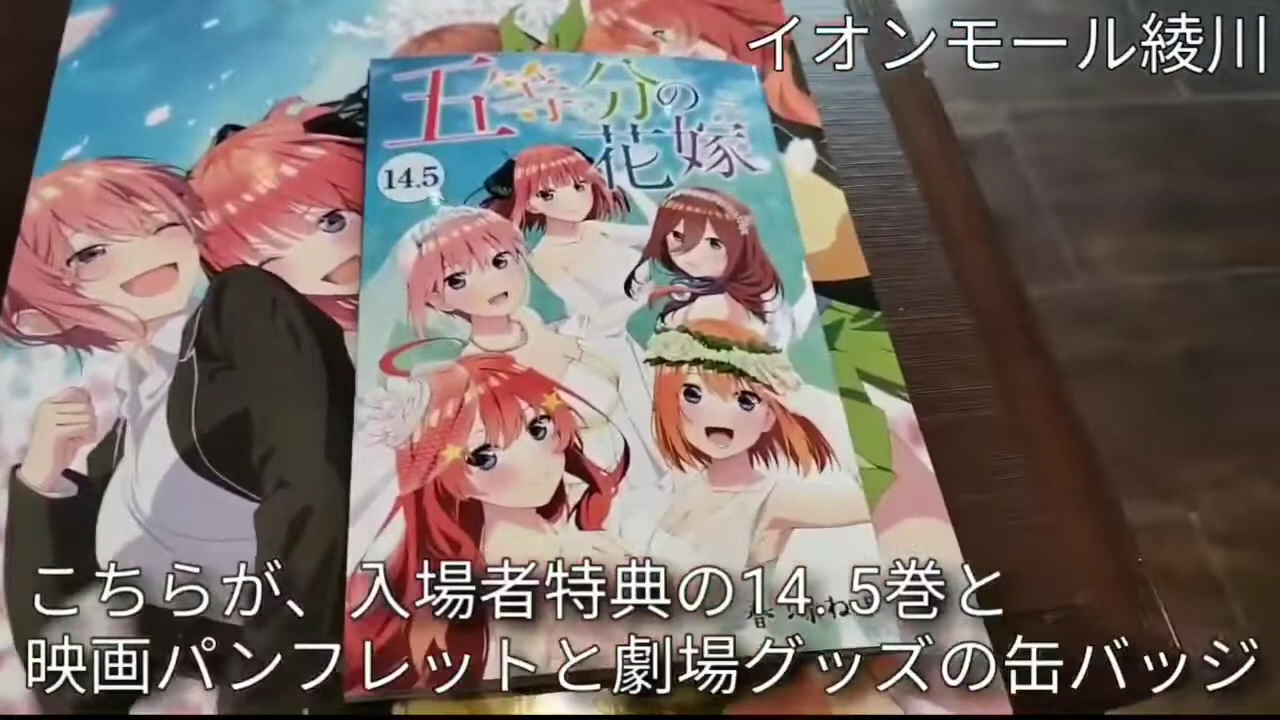 イオンモール綾川
五等分の
花嫁
14.5
こちらが、入場者特典の14.5巻と
映画パンフレットと劇場グッズの缶バッジ